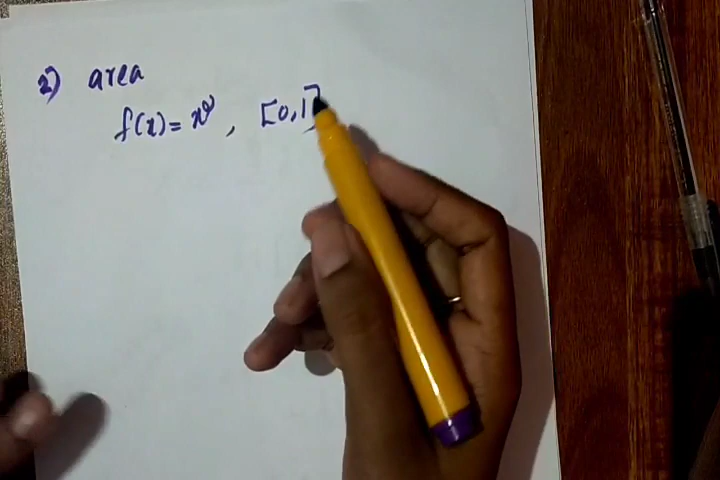 2) area
f(x) = x², [0,1]